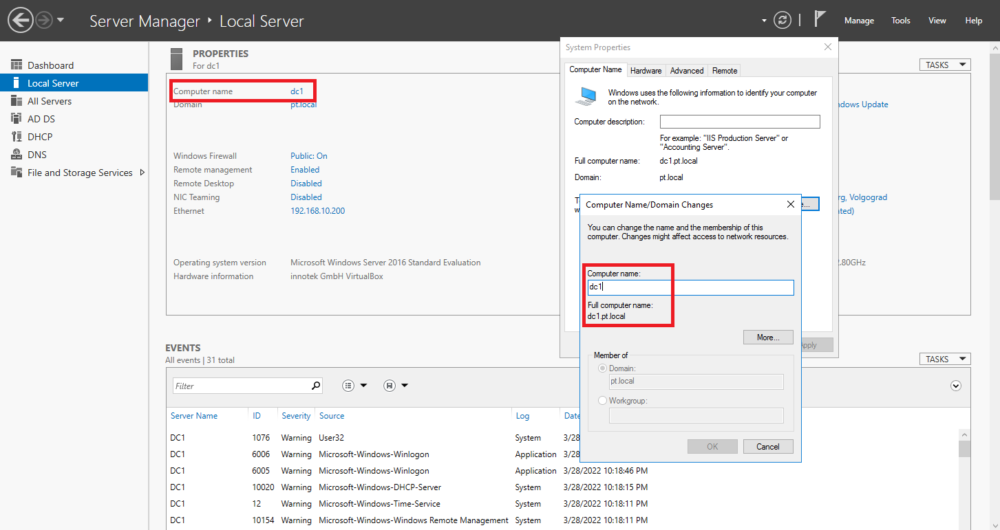 Server Manager ‣ Local Server
Manage Tools View Help
Dashboard
Local Server
All Servers
AD DS
DHCP
DNS
File and Storage Services
PROPERTIES
For dc1
TASKS
Computer name dc1
Domain pt.local
Windows Firewall Public: On
Remote management Enabled
Remote Desktop Disabled
NIC Teaming Disabled
Ethernet 192.168.10.200
Operating system version Microsoft Windows Server 2016 Standard Evaluation
Hardware information innotek GmbH VirtualBox
dows Update
rg, Volgograd
ted)
.80GHz
System Properties
Computer Name Hardware Advanced Remote
Windows uses the following information to identify your computer
on the network.
Computer description:
For example: "IIS Production Server" or
"Accounting Server".
Full computer name: dc1.pt.local
Domain: pt.local
e...
Apply
Computer Name/Domain Changes
You can change the name and the membership of this
computer. Changes might affect access to network resources.
Computer name:
dc1
Full computer name:
dc1.pt.local
More...
Member of
Domain:
pt.local
Workgroup:
OK Cancel
EVENTS
All events | 31 total
TASKS
Filter
Server Name ID Severity Source Log Date
DC1 1076 Warning User32 System 3/28
DC1 6006 Warning Microsoft-Windows-Winlogon Application 3/28
DC1 6005 Warning Microsoft-Windows-Winlogon Application 3/28/2022 10:18:46 PM
DC1 10020 Warning Microsoft-Windows-DHCP-Server System 3/28/2022 10:18:15 PM
DC1 12 Warning Microsoft-Windows-Time-Service System 3/28/2022 10:18:11 PM
DC1 10154 Warning Microsoft-Windows-Windows Remote Management System 3/28/2022 10:18:11 PM